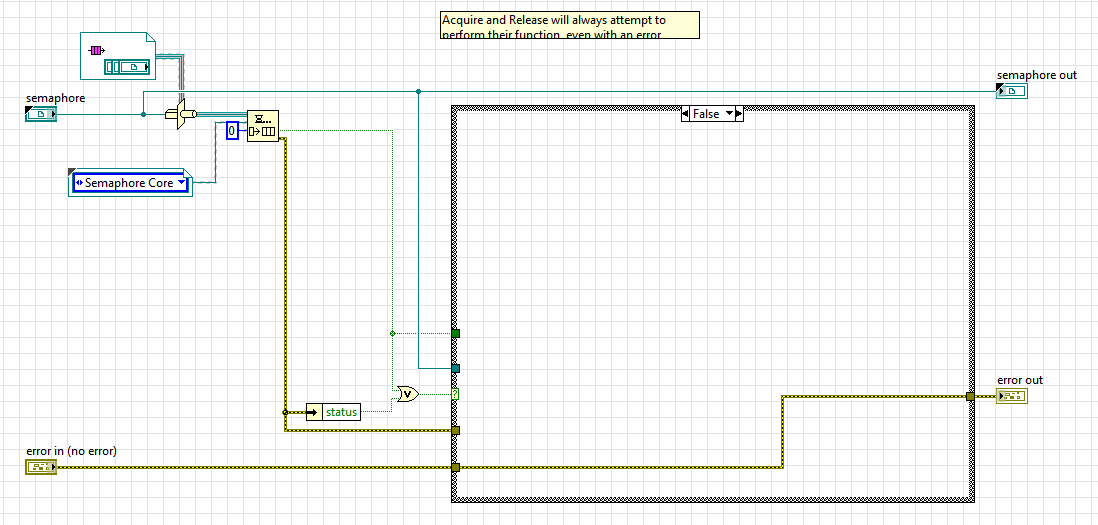 Acquire and Release will always attempt to
perform their function, even with an error
semaphore
semaphore out
False
0
Semaphore Core
status
error out
error in (no error)